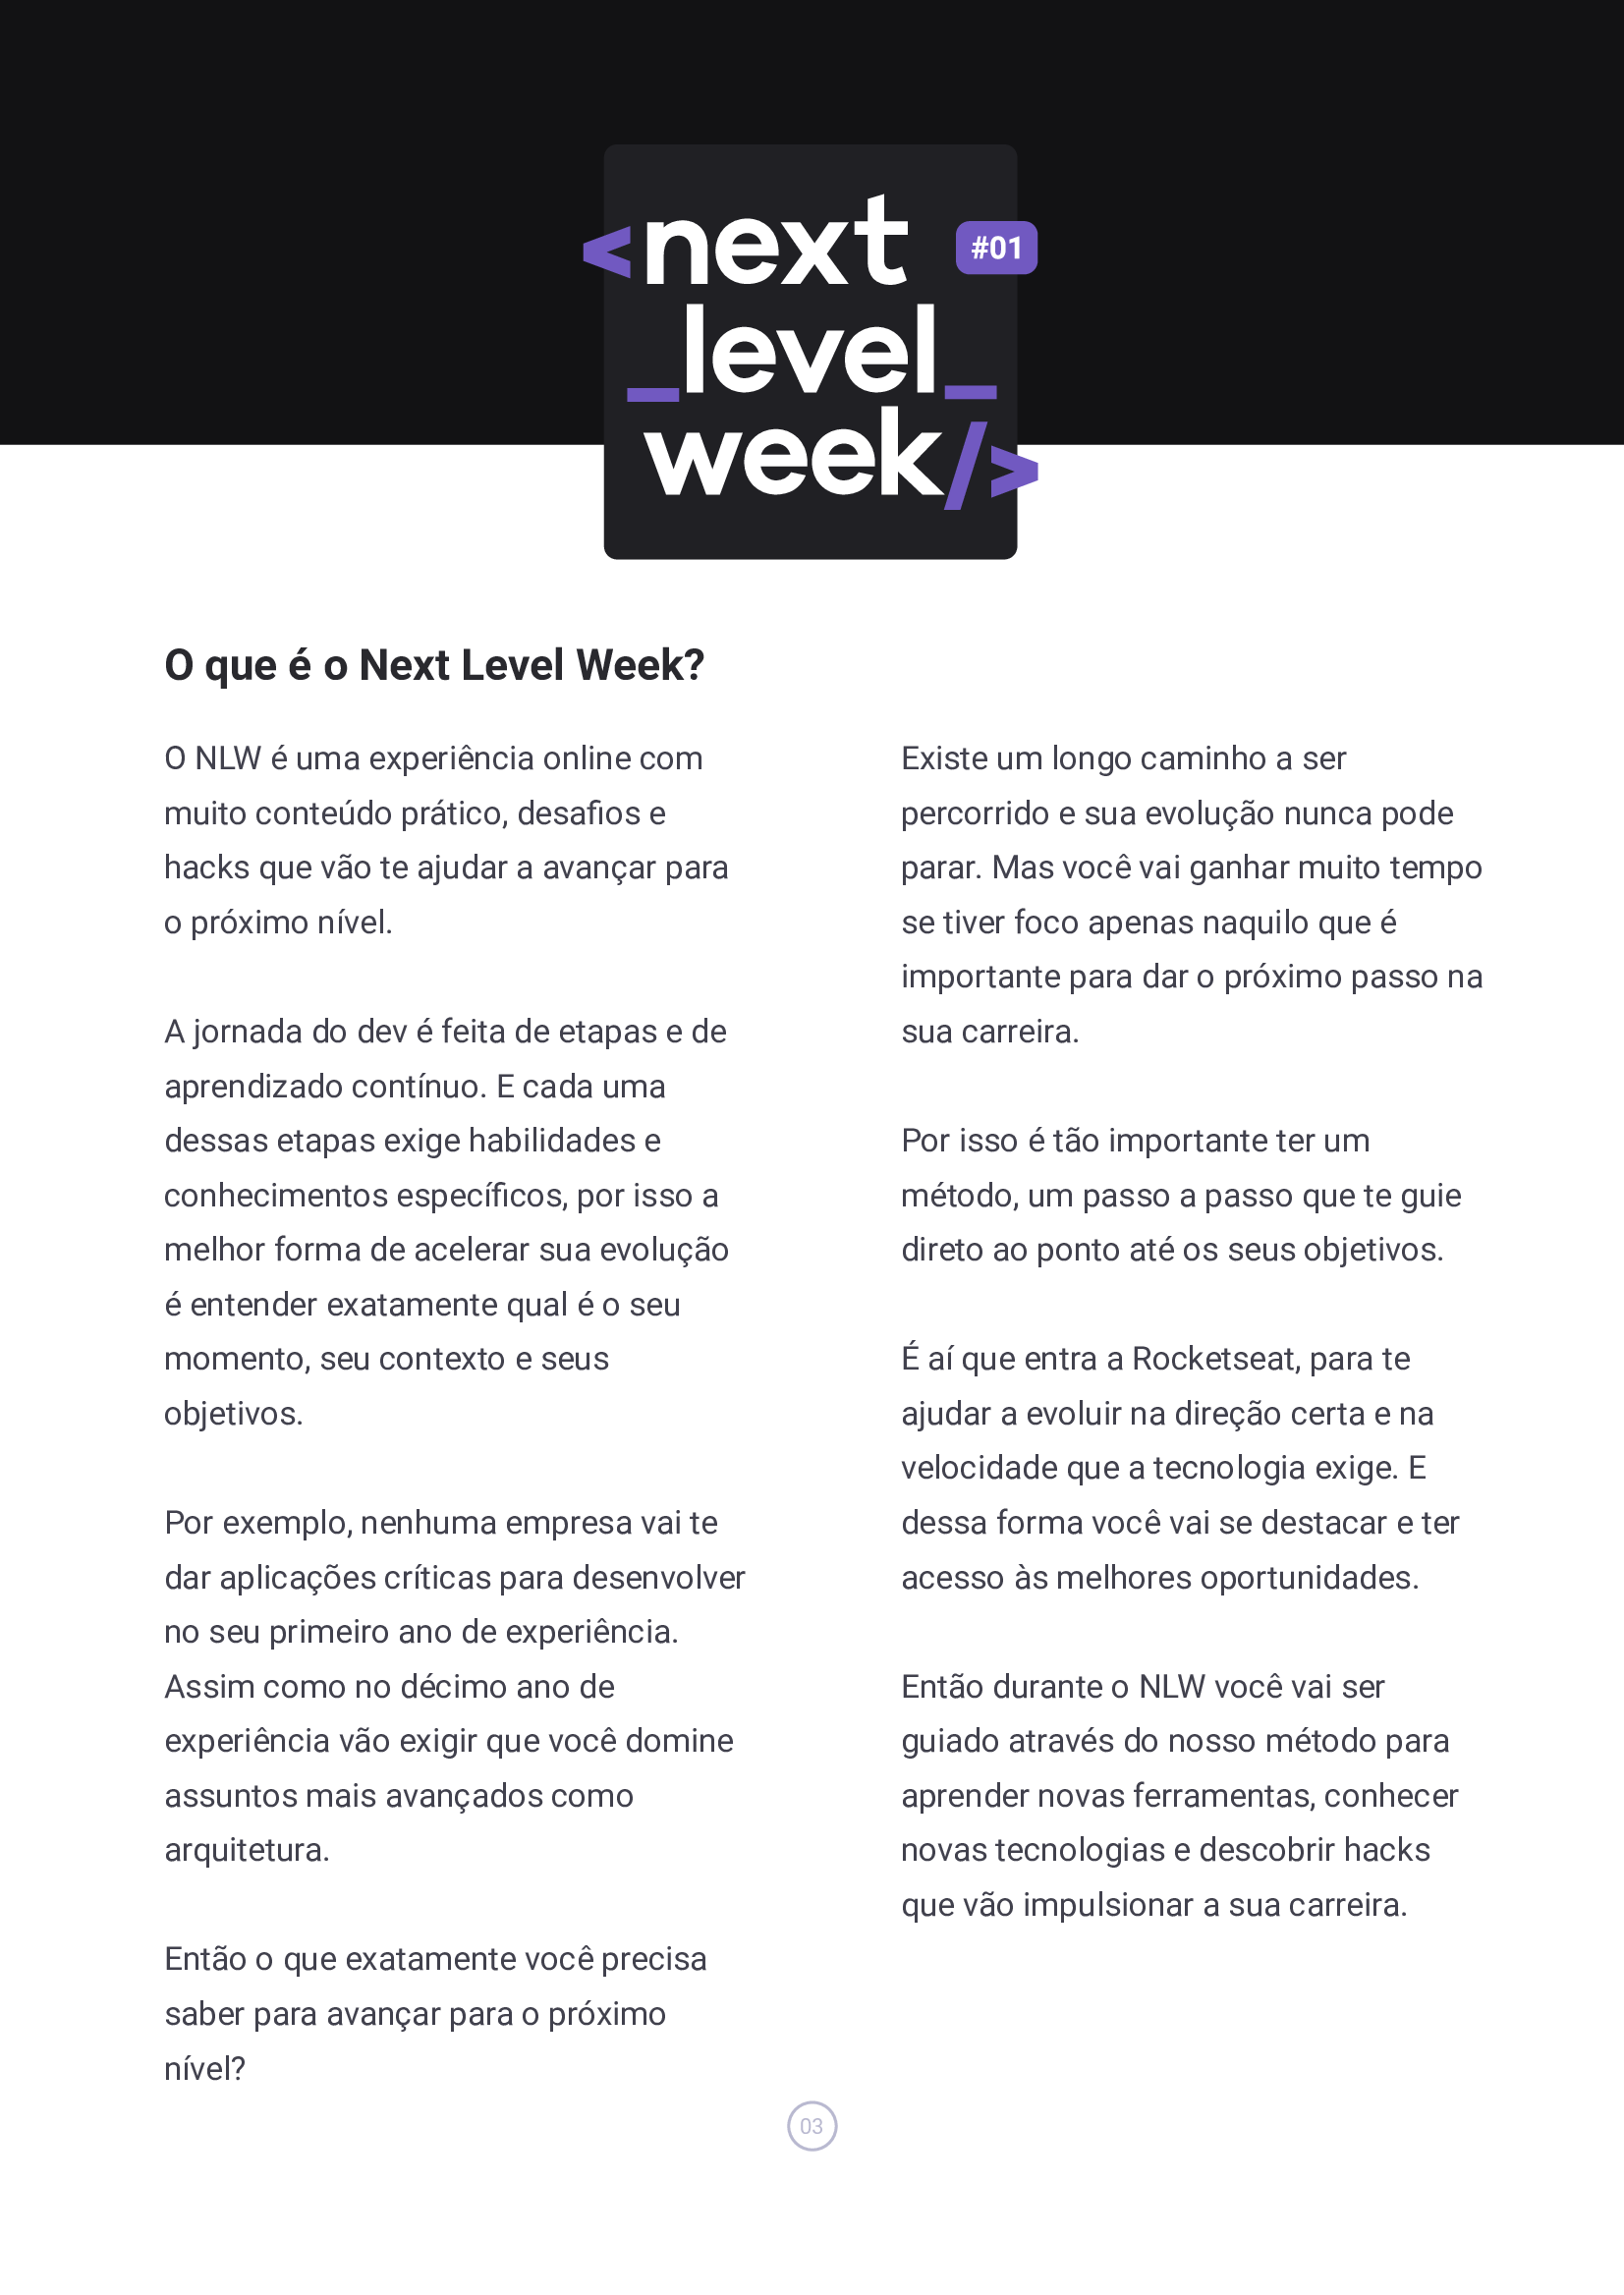 <next
#01
_level_
week/>
O que é o Next Level Week?
O NLW é uma experiência online com
muito conteúdo prático, desafios e
hacks que vão te ajudar a avançar para
o próximo nível.
A jornada do dev é feita de etapas e de
aprendizado contínuo. E cada uma
dessas etapas exige habilidades e
conhecimentos específicos, por isso a
melhor forma de acelerar sua evolução
é entender exatamente qual é o seu
momento, seu contexto e seus
objetivos.
Por exemplo, nenhuma empresa vai te
dar aplicações críticas para desenvolver
no seu primeiro ano de experiência.
Assim como no décimo ano de
experiência vão exigir que você domine
assuntos mais avançados como
arquitetura.
Então o que exatamente você precisa
saber para avançar para o próximo
nível?
Existe um longo caminho a ser
percorrido e sua evolução nunca pode
parar. Mas você vai ganhar muito tempo
se tiver foco apenas naquilo que é
importante para dar o próximo passo na
sua carreira.
Por isso é tão importante ter um
método, um passo a passo que te guie
direto ao ponto até os seus objetivos.
É aí que entra a Rocketseat, para te
ajudar a evoluir na direção certa e na
velocidade que a tecnologia exige. E
dessa forma você vai se destacar e ter
acesso às melhores oportunidades.
Então durante o NLW você vai ser
guiado através do nosso método para
aprender novas ferramentas, conhecer
novas tecnologias e descobrir hacks
que vão impulsionar a sua carreira.
03